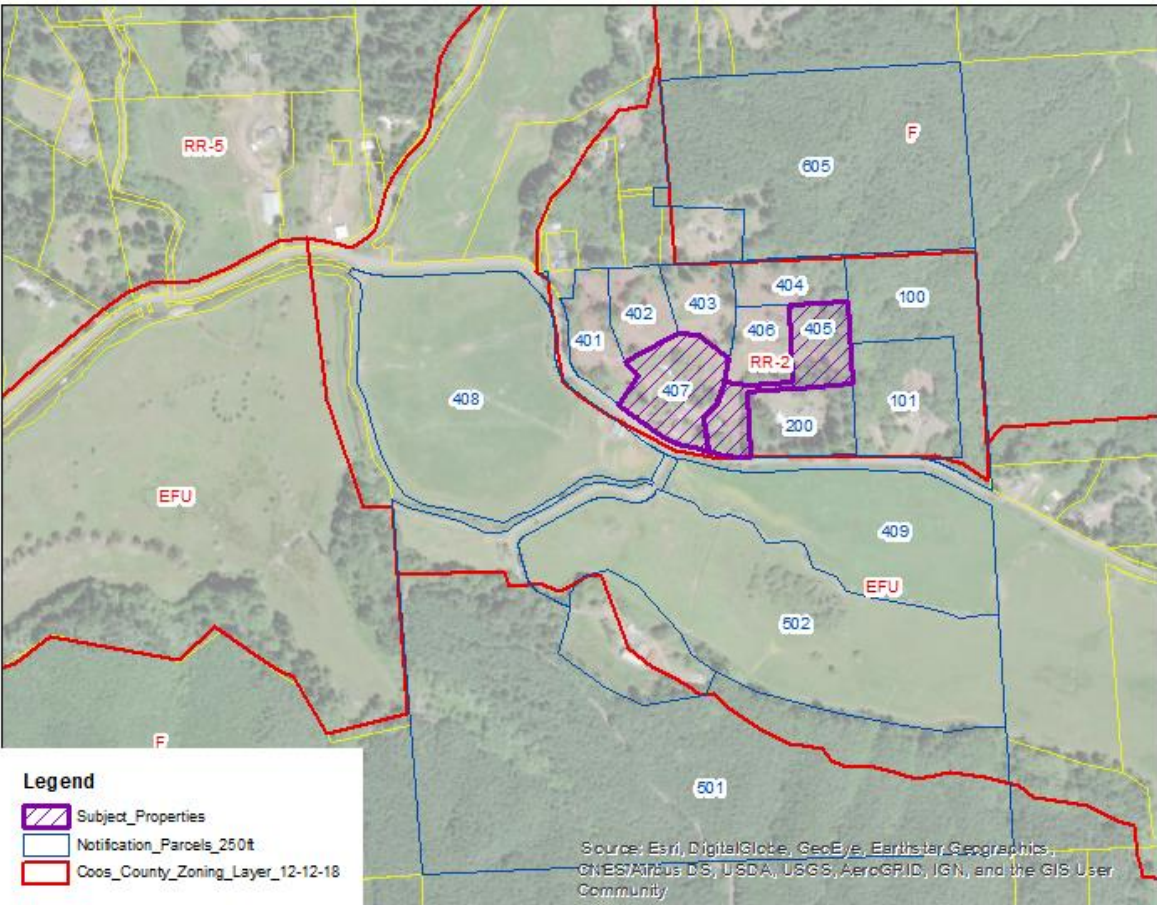 F
RR-5
605
404
100
403
402
406
405
401
RR-2
407
408
101
200
EFU
409
EFU
502
F
501
Legend
Subject_Properties
Notification_Parcels_250ft
Coos_County_Zoning_Layer_12-12-18
Source: Esri, DigitalGlobe, GeoEye, Earthstar Geographics,
CNES/Airbus DS, USDA, USGS, AeroGRID, IGN, and the GIS User
Community